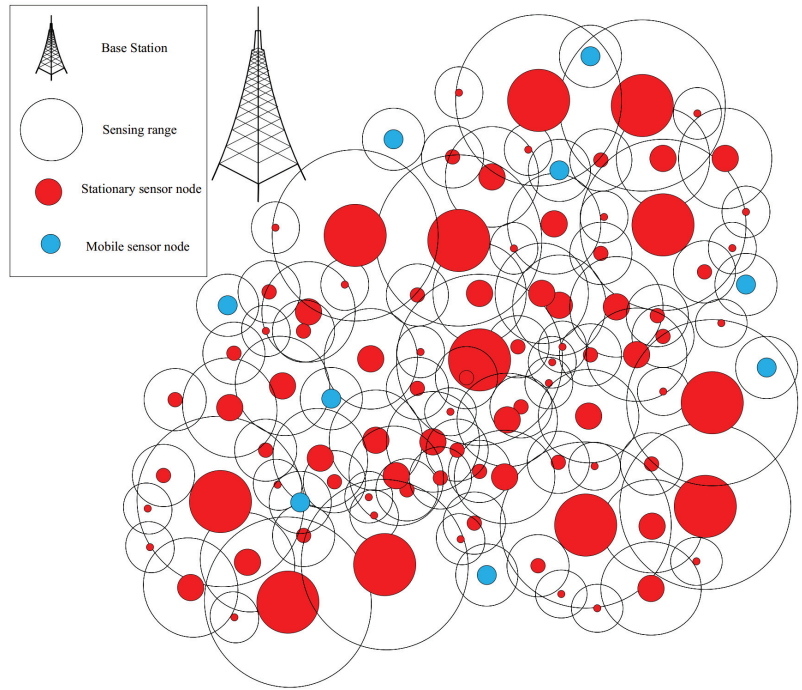 Base Station
Sensing range
Stationary sensor node
Mobile sensor node